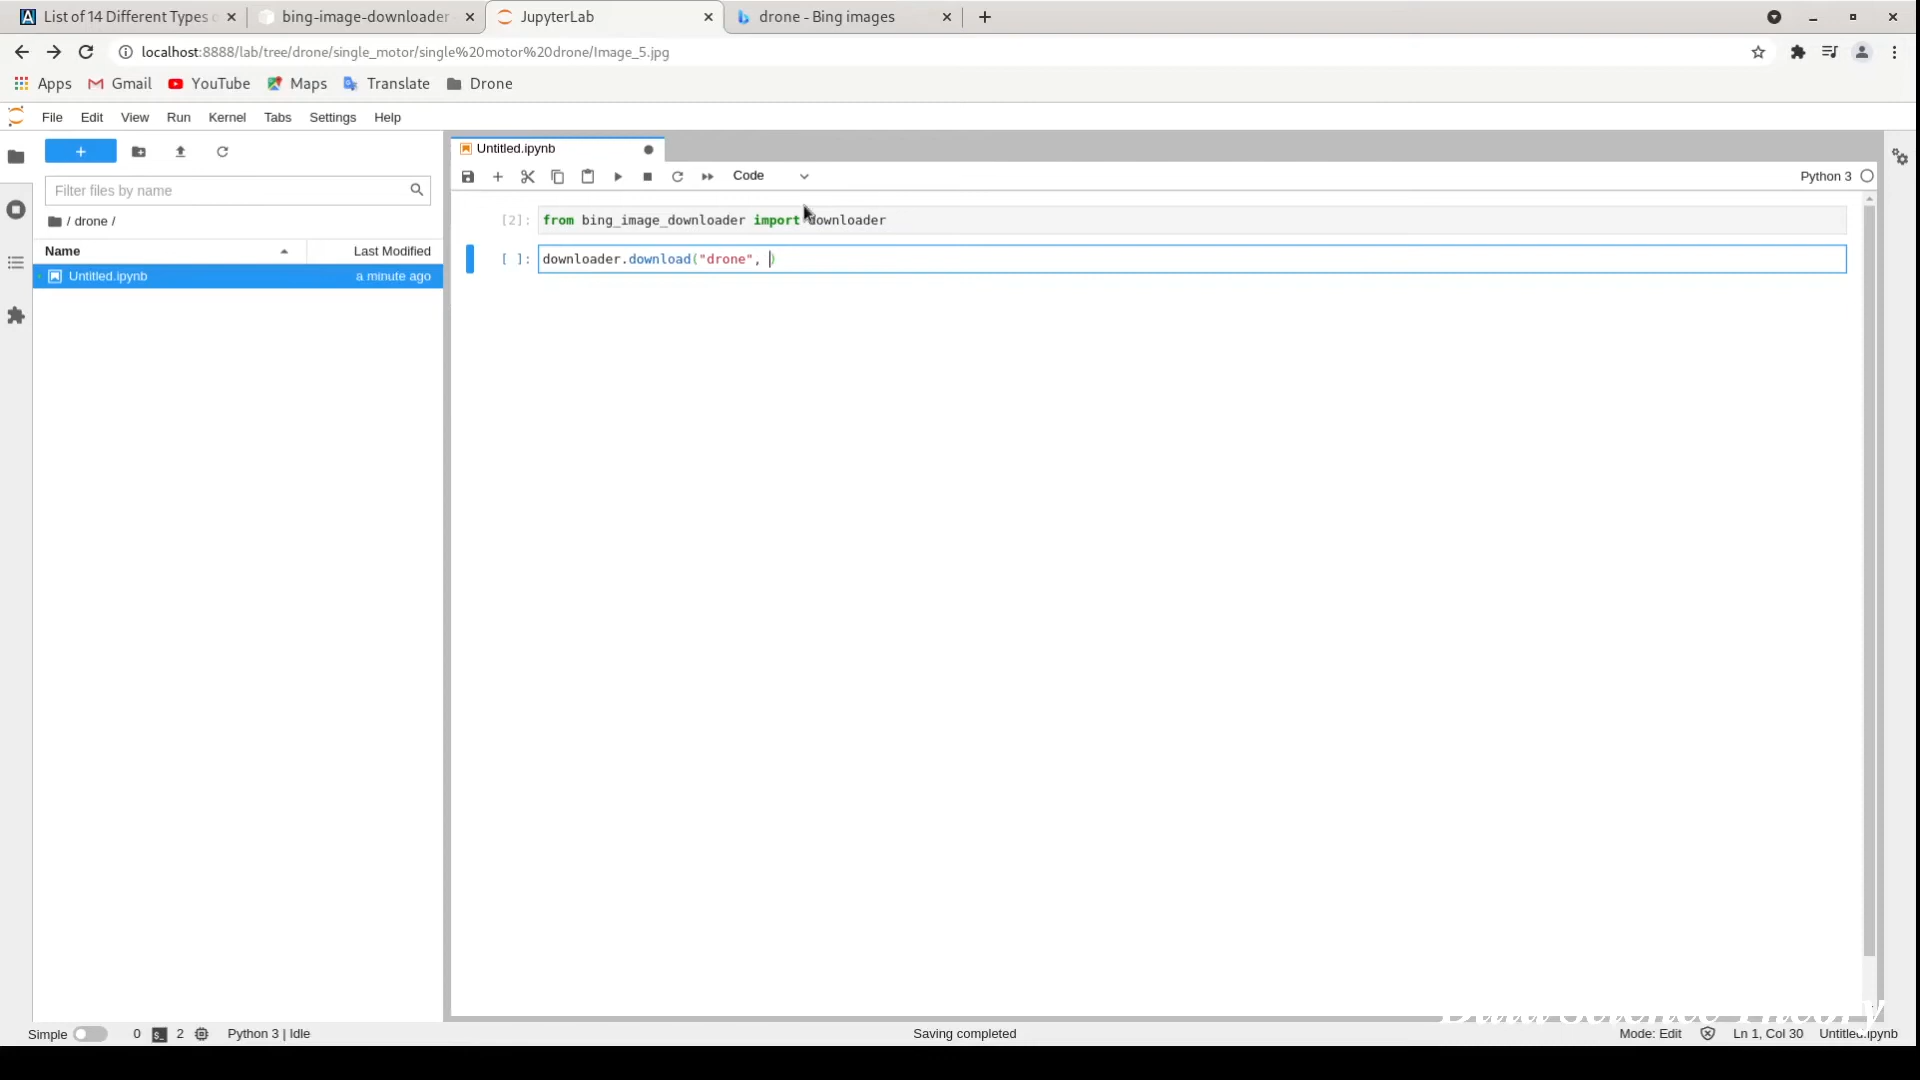 List of 14 Different Types
bing-image-downloader
JupyterLab
drone - Bing images
localhost:8888/lab/tree/drone/single_motor/single%20motor%20drone/Image_5.jpg
Apps
Gmail
YouTube
Maps
Translate
Drone
File
Edit
View
Run
Kernel
Tabs
Settings
Help
Filter files by name
/ drone /
Name
Last Modified
Untitled.ipynb
a minute ago
Untitled.ipynb
Code
Python 3
[2]: from bing_image_downloader import downloader
[ ]: downloader.download("drone", )
Simple
0
2
Python 3 | Idle
Saving completed
Mode: Edit
Ln 1, Col 30